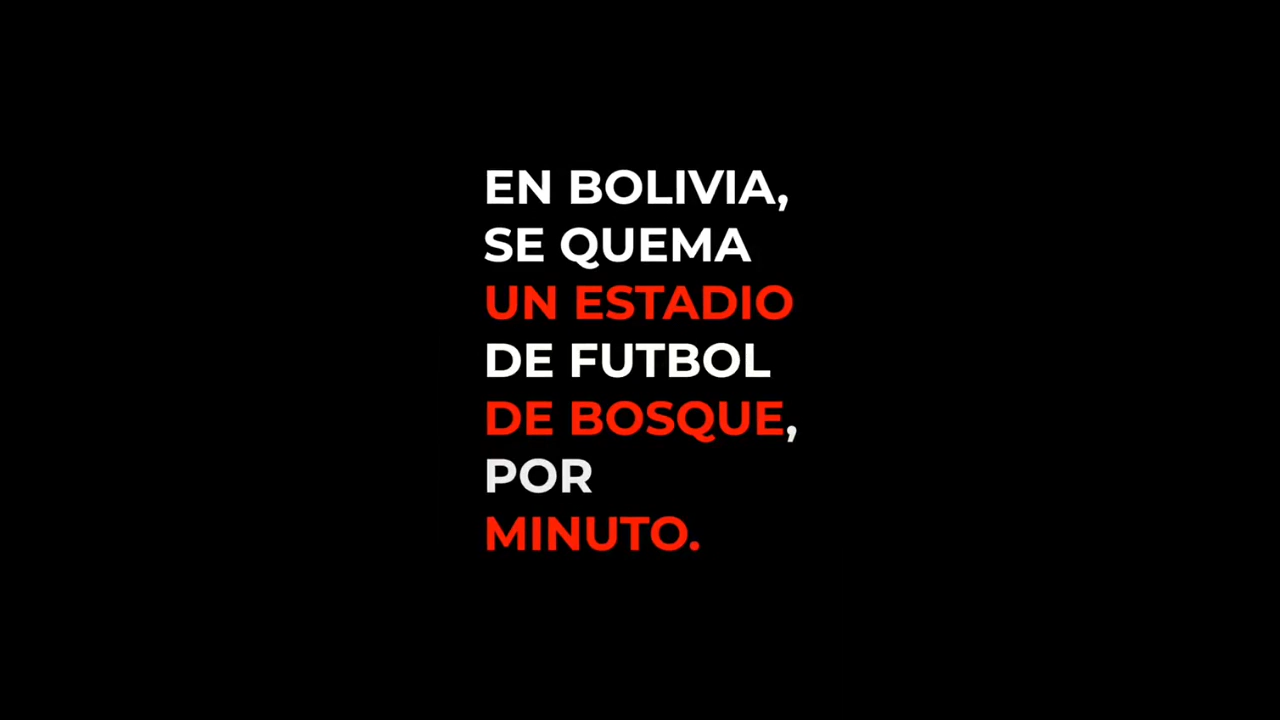 EN BOLIVIA,
SE QUEMA
UN ESTADIO
DE FUTBOL
DE BOSQUE,
POR
MINUTO.